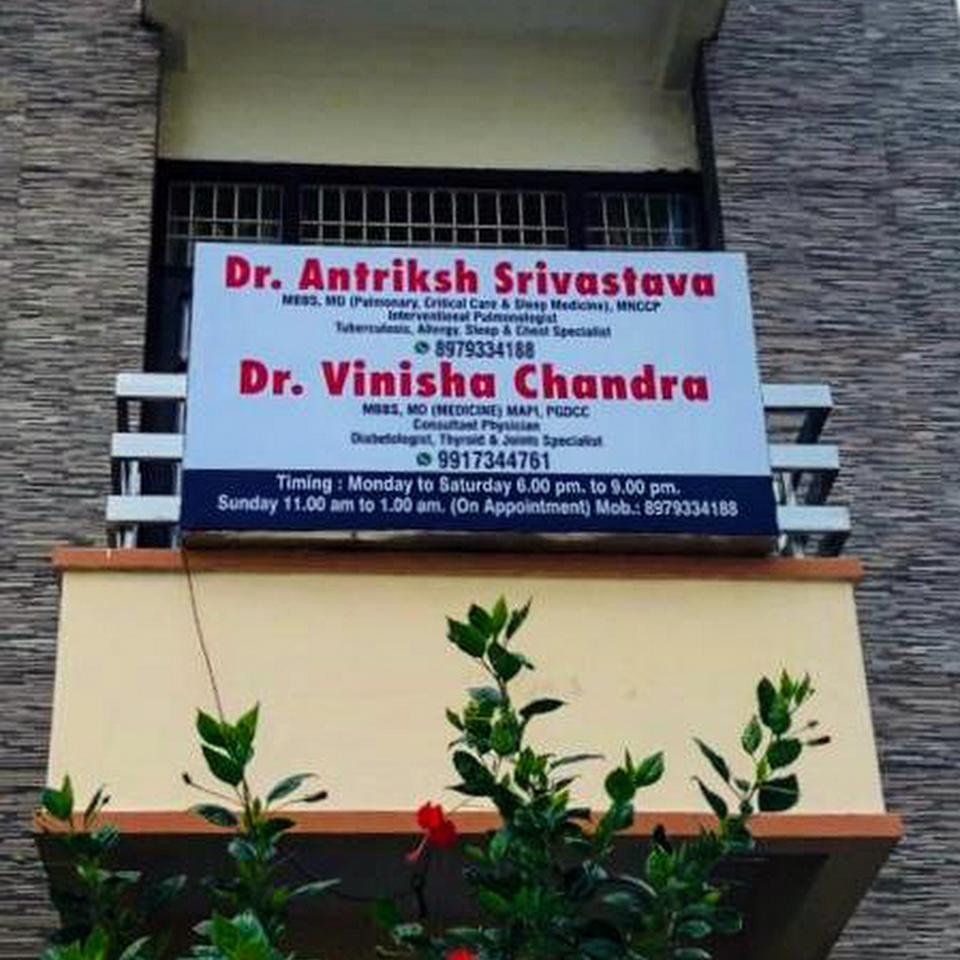 Dr. Antriksh Srivastava
MBBS, MD (Pulmonary, Critical Care & Sleep Medicine), MNCCP
Interventional Pulmonologist
Tuberculosis, Allergy, Sleep & Chest Specialist
8979334188
Dr. Vinisha Chandra
MBBS, MD (MEDICINE) MAPI, PGDCC
Consultant Physician
Diabetologist, Thyroid & Joints Specialist
9917344761
Timing : Monday to Saturday 6.00 pm. to 9.00 pm.
Sunday 11.00 am to 1.00 am. (On Appointment) Mob.: 8979334188